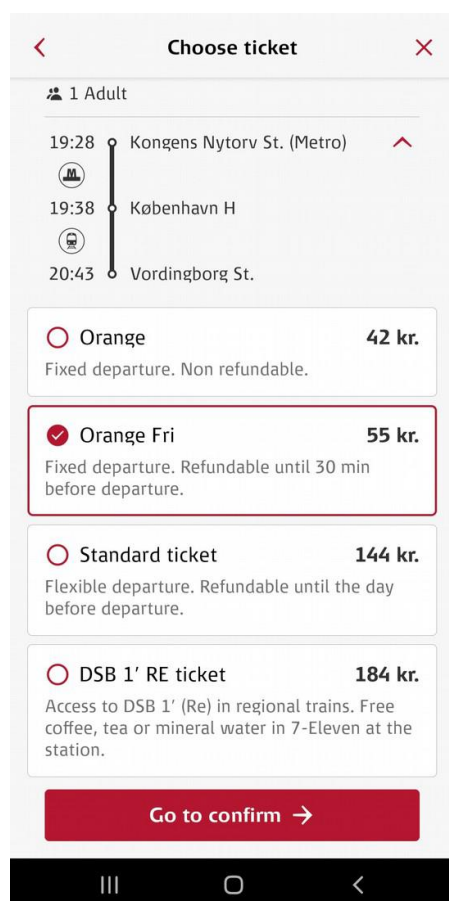 Choose ticket
1 Adult
19:28 Kongens Nytorv St. (Metro)
M
19:38 København H
20:43 Vordingborg St.
Orange 42 kr.
Fixed departure. Non refundable.
Orange Fri 55 kr.
Fixed departure. Refundable until 30 min
before departure.
Standard ticket 144 kr.
Flexible departure. Refundable until the day
before departure.
DSB 1' RE ticket 184 kr.
Access to DSB 1' (Re) in regional trains. Free
coffee, tea or mineral water in 7-Eleven at the
station.
Go to confirm →